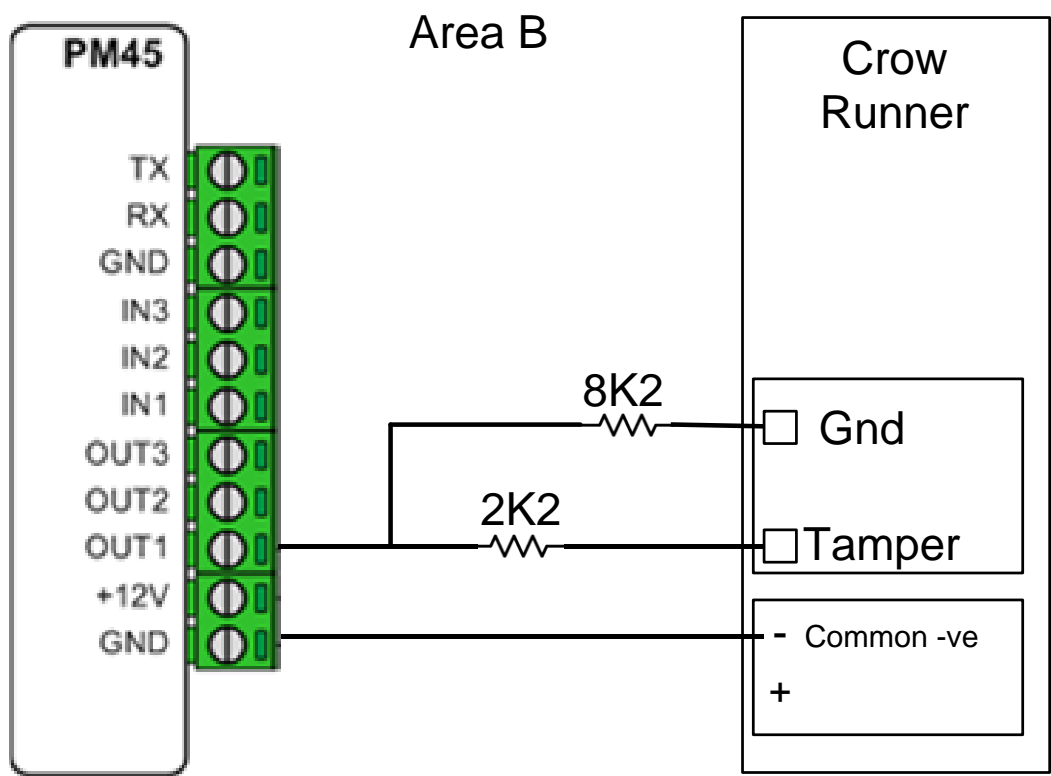 Area B
PM45
TX
RX
GND
IN3
IN2
IN1
OUT3
OUT2
OUT1
+12V
GND
8K2
2K2
Crow
Runner
Gnd
Tamper
- Common -ve
+